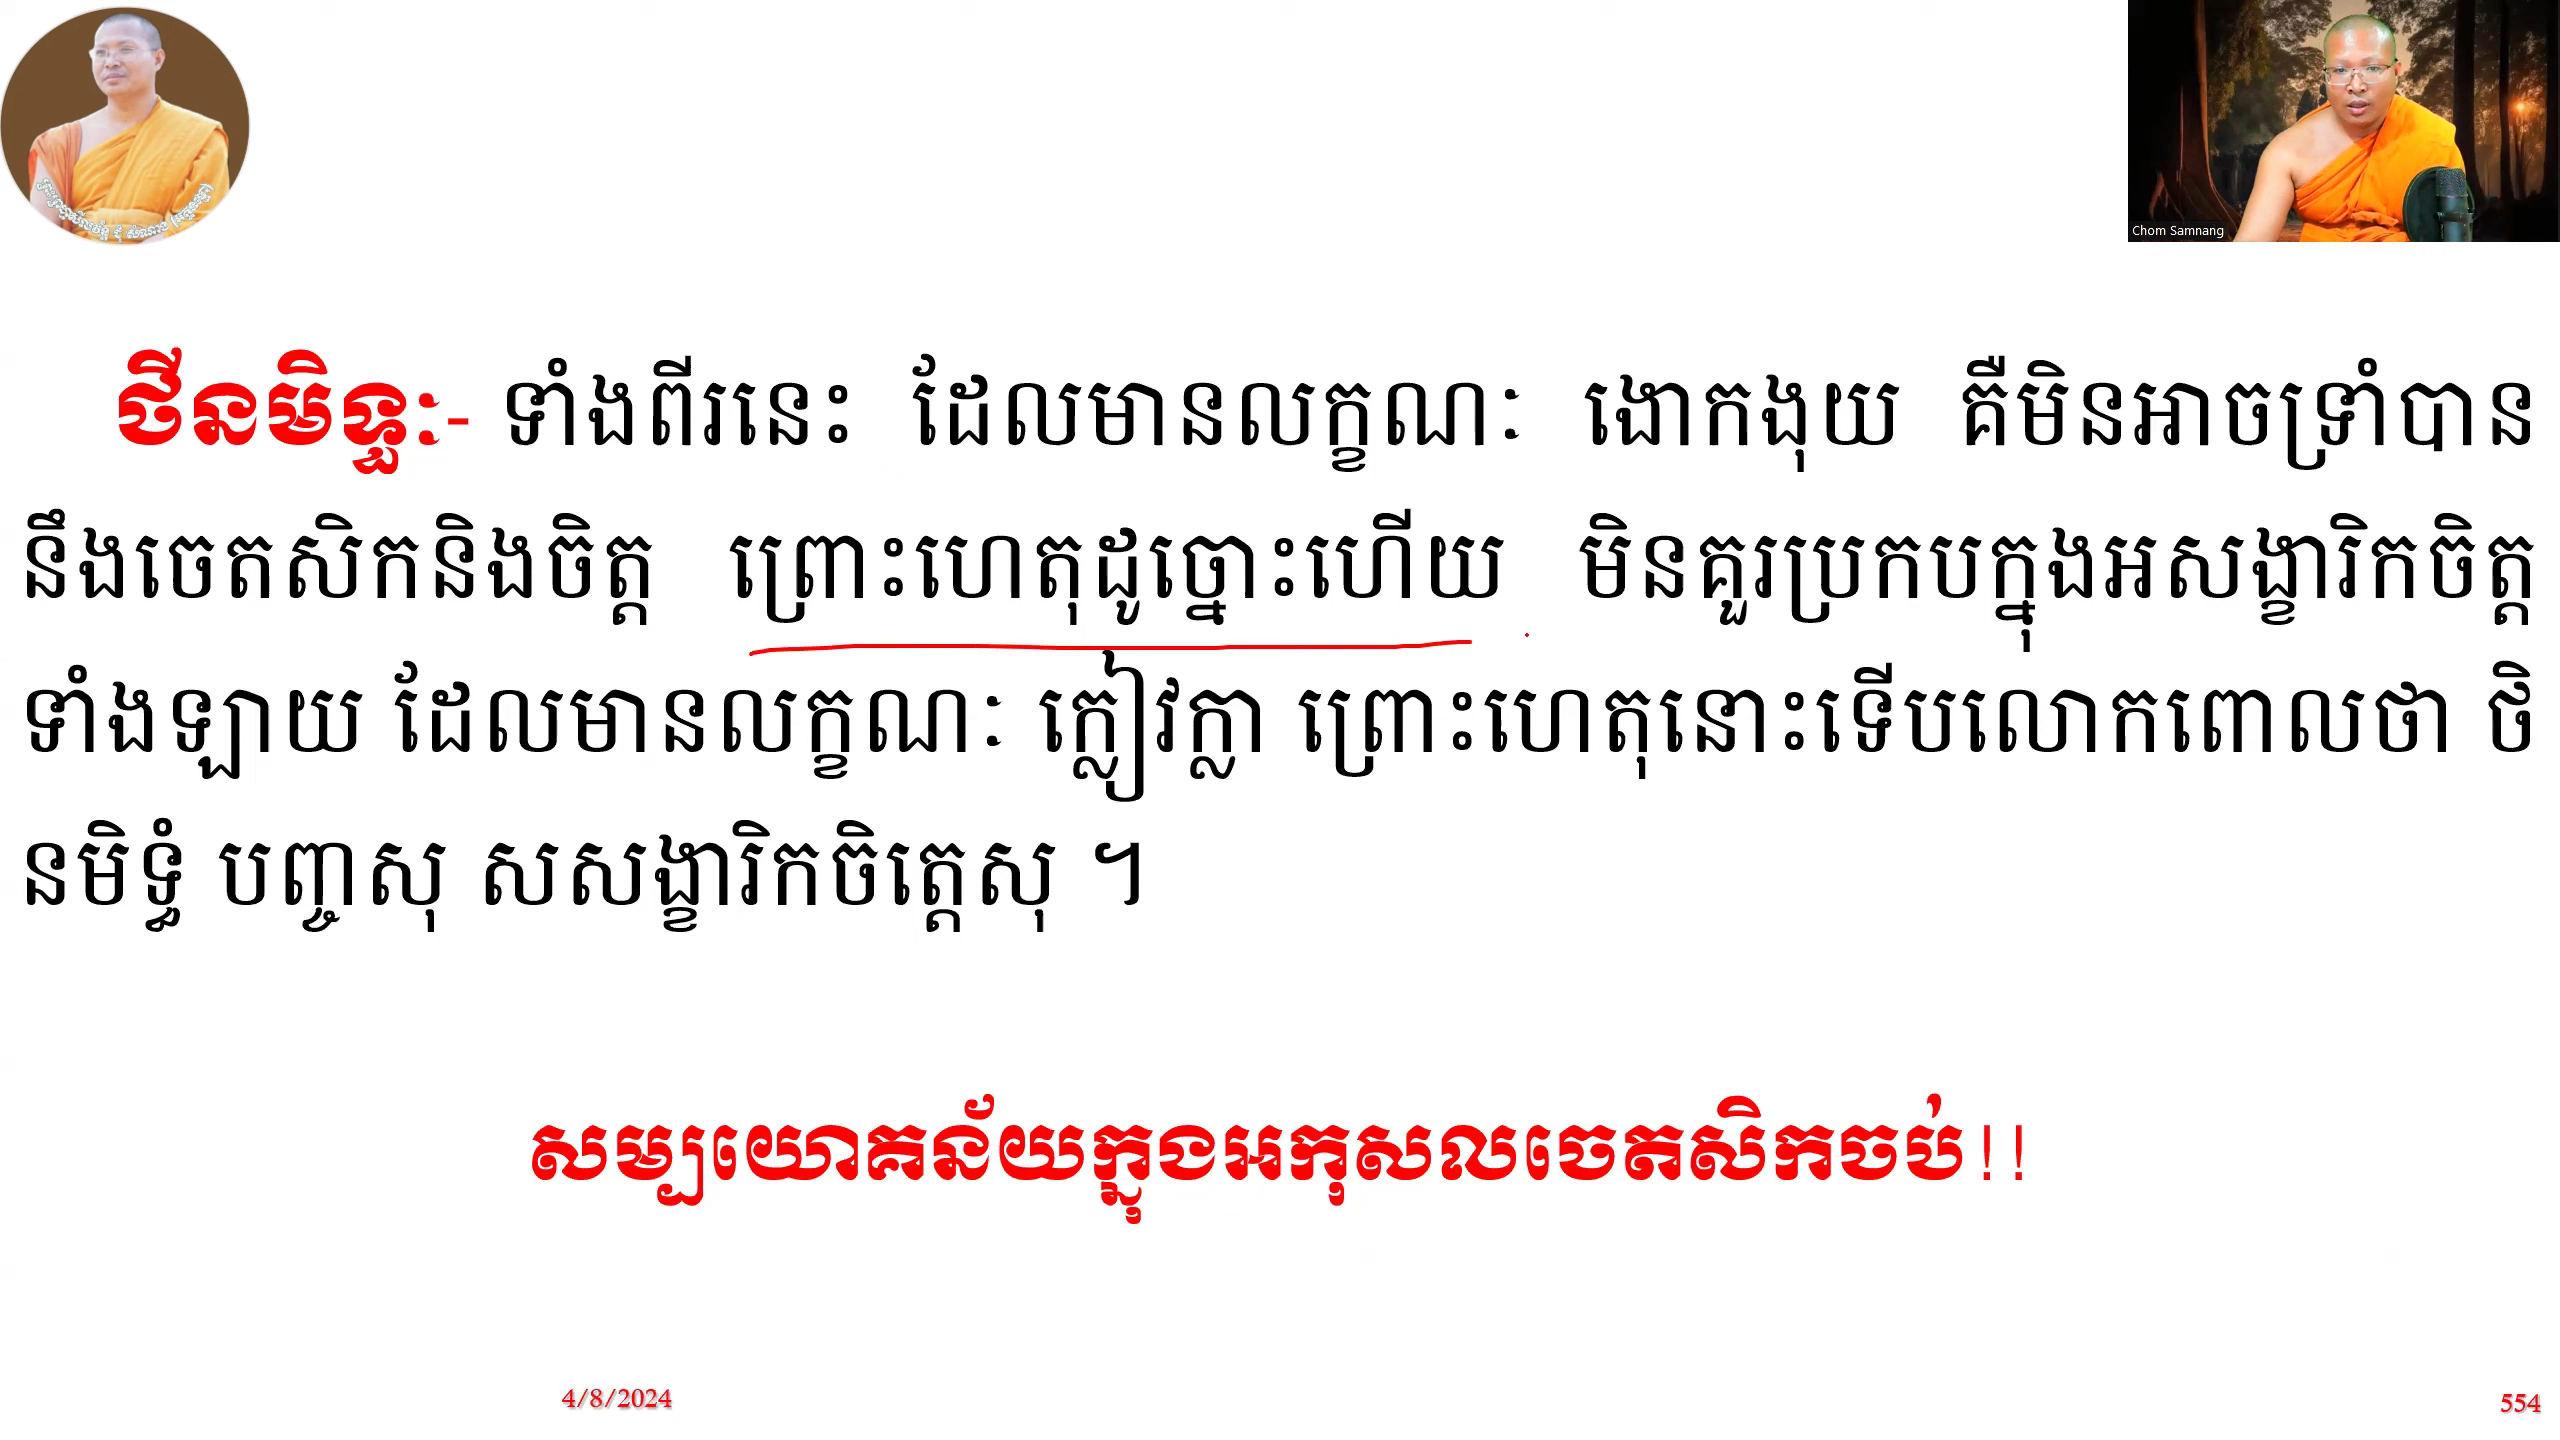 Chom Samnang
ថីនមិទ្ធៈ- ទាំងពីរនេះ ដែលមានលក្ខណៈ ងោកងុយ គឺមិនអាចទ្រាំបាន
នឹងចេតសិកនិងចិត្ត ព្រោះហេតុដូច្នោះហើយ មិនគួរប្រកបក្នុងអសង្ខារិកចិត្ត
ទាំងឡាយ ដែលមានលក្ខណៈ ក្លៀវក្លា ព្រោះហេតុនោះទើបលោកពោលថា ថិ
នមិទ្ធំ បញ្ចសុ សសង្ខារិកចិត្តេសុ ។
សម្បយោគន័យក្នុងអកុសលចេតសិកចប់!!
4/8/2024
554